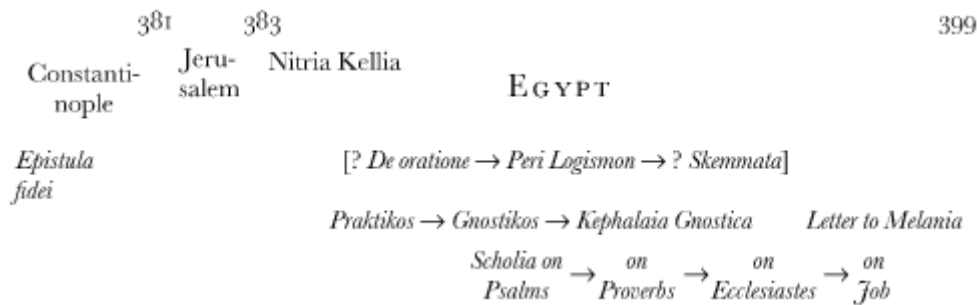 381 383 399
Constanti-
nople
Jeru-
salem
Nitria Kellia
EGYPT
Epistula
fidei
[? De oratione → Peri Logismon → ? Skemmata]
Praktikos → Gnostikos → Kephalaia Gnostica Letter to Melania
Scholia on
Psalms
→
on
Proverbs
→
on
Ecclesiastes
→
on
Job